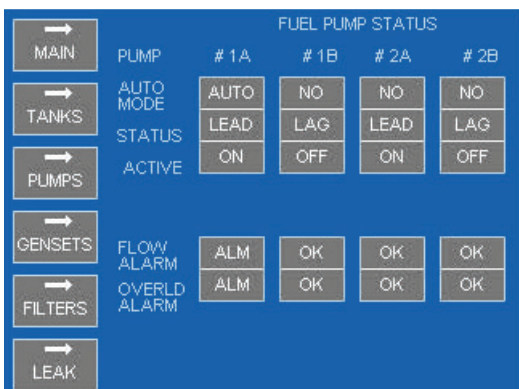 FUEL PUMP STATUS
MAIN
PUMP # 1A # 1B # 2A # 2B
AUTO MODE AUTO NO NO NO
TANKS
STATUS LEAD LAG LEAD LAG
ACTIVE ON OFF ON OFF
PUMPS
GENSETS
FLOW ALARM ALM OK OK OK
OVERLD ALARM ALM OK OK OK
FILTERS
LEAK